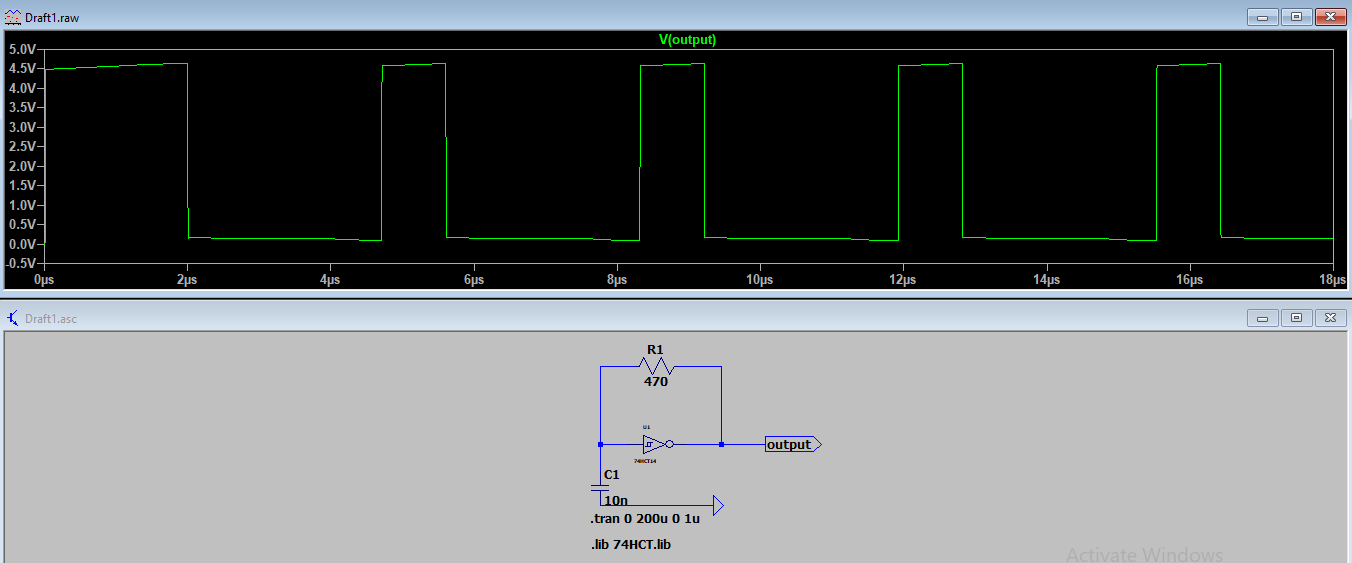 Draft1.raw
V(output)
5.0V
4.5V
4.0V
3.5V
3.0V
2.5V
2.0V
1.5V
1.0V
0.5V
0.0V
-0.5V
0µs 2µs 4µs 6µs 8µs 10µs 12µs 14µs 16µs 18µs
Draft1.asc
R1
470
U1
output
74HCT14
C1
10n
.tran 0 200u 0 1u
.lib 74HCT.lib
Activate Windows